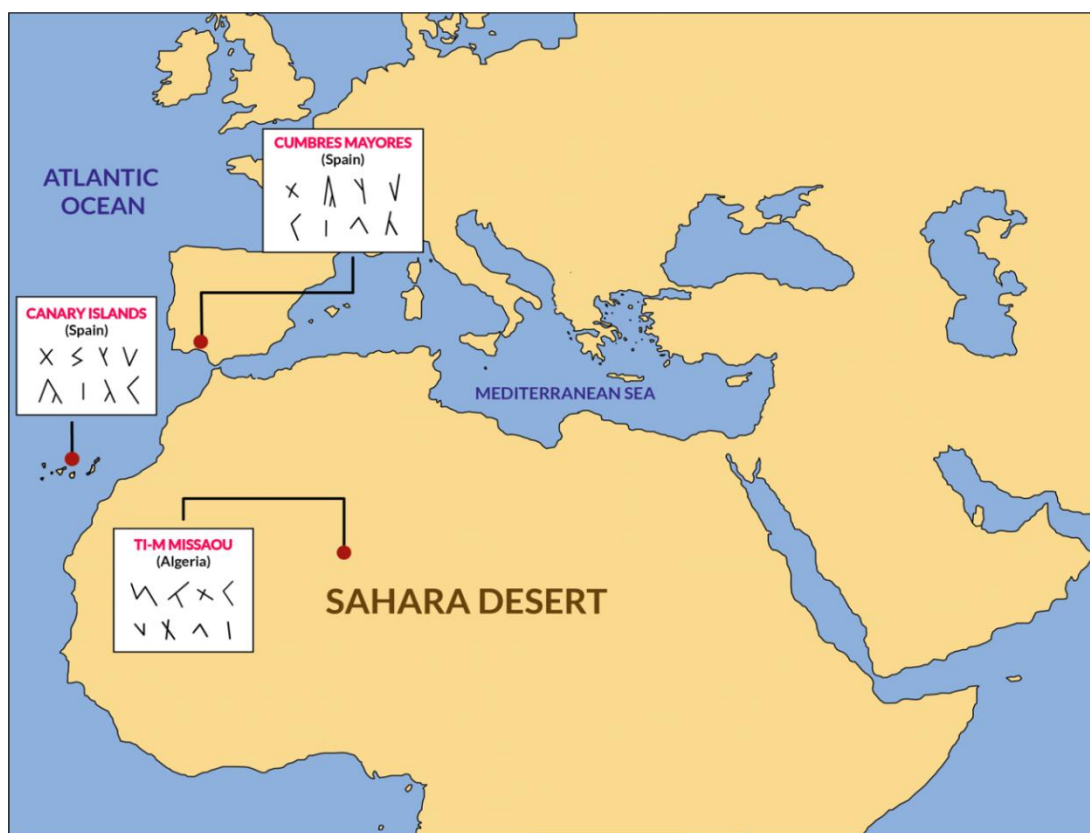 CUMBRES MAYORES
(Spain)
ATLANTIC
OCEAN
CANARY ISLANDS
(Spain)
MEDITERRANEAN SEA
TI-M MISSAOU
(Algeria)
SAHARA DESERT